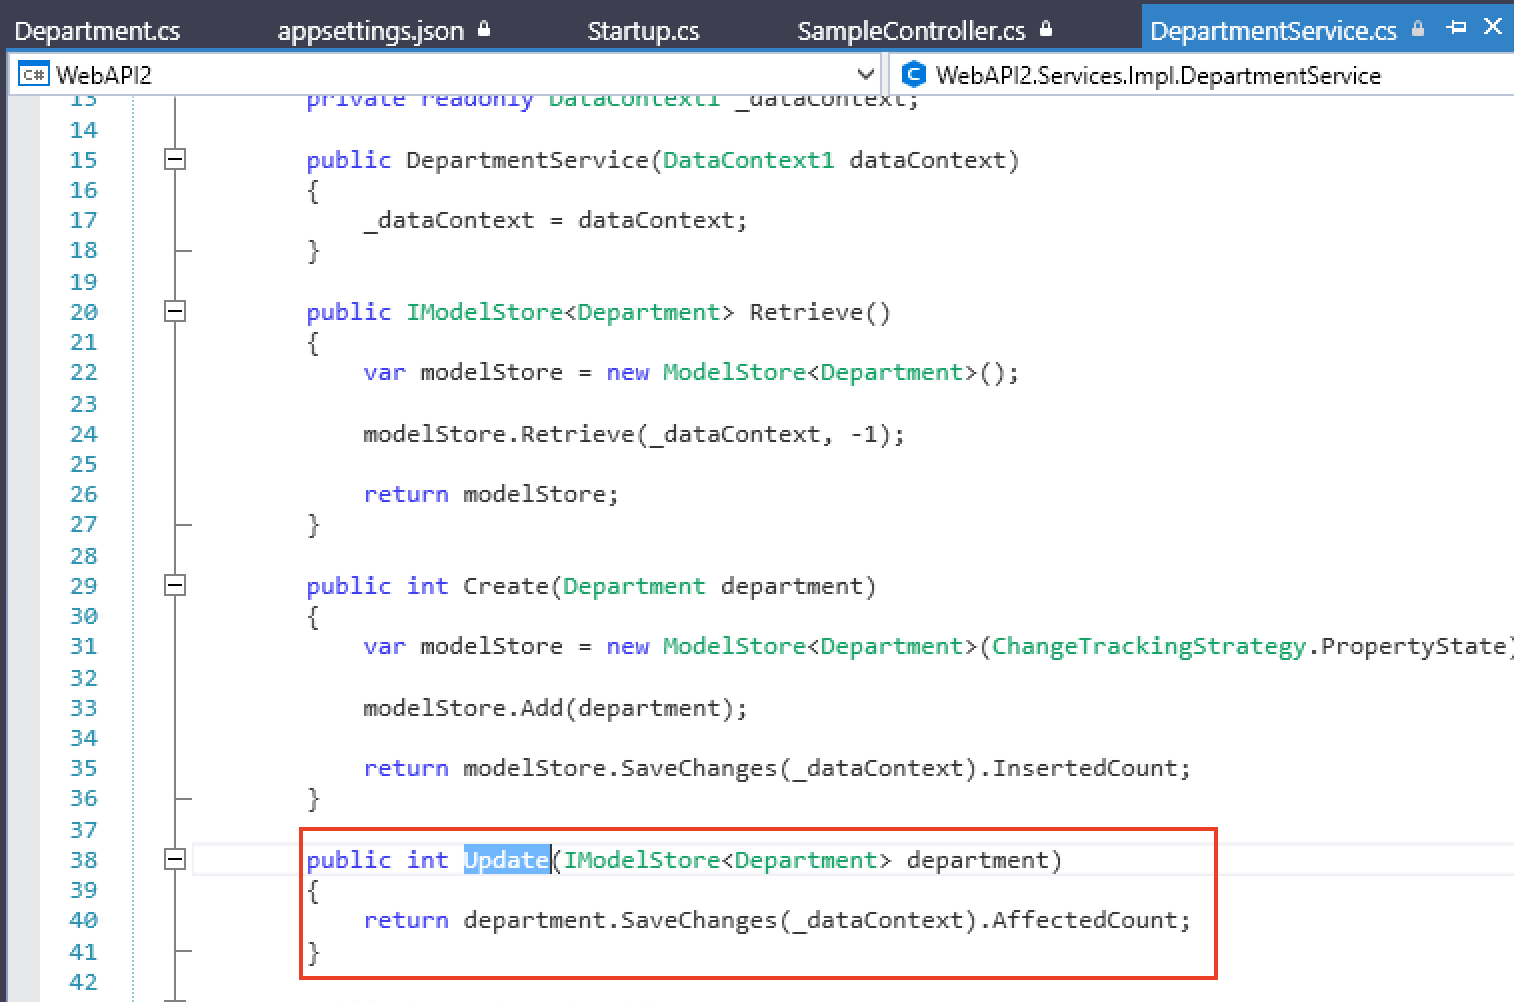 Department.cs appsettings.json Startup.cs SampleController.cs DepartmentService.cs
C# WebAPI2 C WebAPI2.Services.Impl.DepartmentService
13 private readonly DataContext1 _dataContext;
14
15 public DepartmentService(DataContext1 dataContext)
16 {
17 _dataContext = dataContext;
18 }
19
20 public IModelStore<Department> Retrieve()
21 {
22 var modelStore = new ModelStore<Department>();
23
24 modelStore.Retrieve(_dataContext, -1);
25
26 return modelStore;
27 }
28
29 public int Create(Department department)
30 {
31 var modelStore = new ModelStore<Department>(ChangeTrackingStrategy.PropertyState)
32
33 modelStore.Add(department);
34
35 return modelStore.SaveChanges(_dataContext).InsertedCount;
36 }
37
38 public int Update(IModelStore<Department> department)
39 {
40 return department.SaveChanges(_dataContext).AffectedCount;
41 }
42